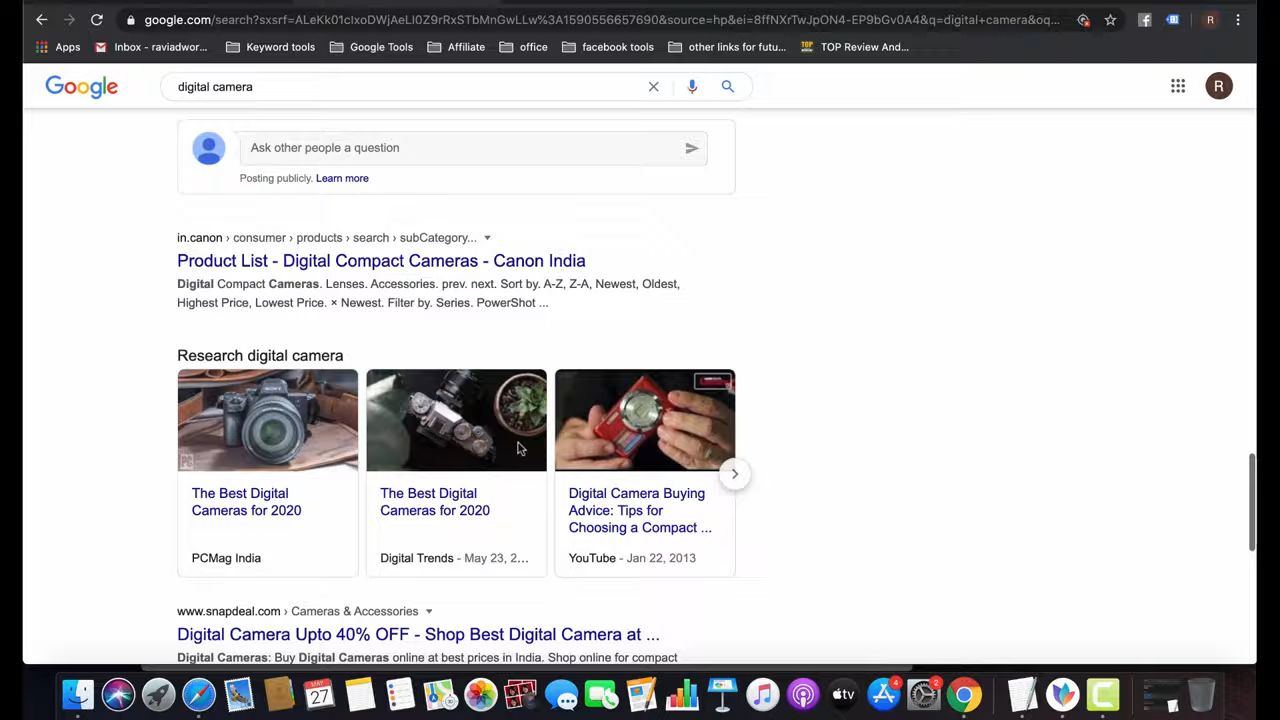 google.com/search?sxsrf=ALeKk01clxoDWjAeLI0Z9rRxSTbMnGwLLw%3A1590556657690&source=hp&ei=8ffNXrTwJpON4-EP9bGv0A4&q=digital+camera&oq...
R
Apps
Inbox - raviadwor...
Keyword tools
Google Tools
Affiliate
office
facebook tools
other links for futu...
TOP Review And...
Google
digital camera
R
Ask other people a question
Posting publicly. Learn more
in.canon › consumer › products › search › subCategory...
Product List - Digital Compact Cameras - Canon India
Digital Compact Cameras. Lenses. Accessories. prev. next. Sort by. A-Z, Z-A, Newest, Oldest,
Highest Price, Lowest Price. × Newest. Filter by. Series. PowerShot ...
Research digital camera
The Best Digital
Cameras for 2020
PCMag India
The Best Digital
Cameras for 2020
Digital Trends - May 23, 2...
Digital Camera Buying
Advice: Tips for
Choosing a Compact ...
YouTube - Jan 22, 2013
www.snapdeal.com › Cameras & Accessories
Digital Camera Upto 40% OFF - Shop Best Digital Camera at ...
Digital Cameras: Buy Digital Cameras online at best prices in India. Shop online for compact
MAY
27
tv
4
2